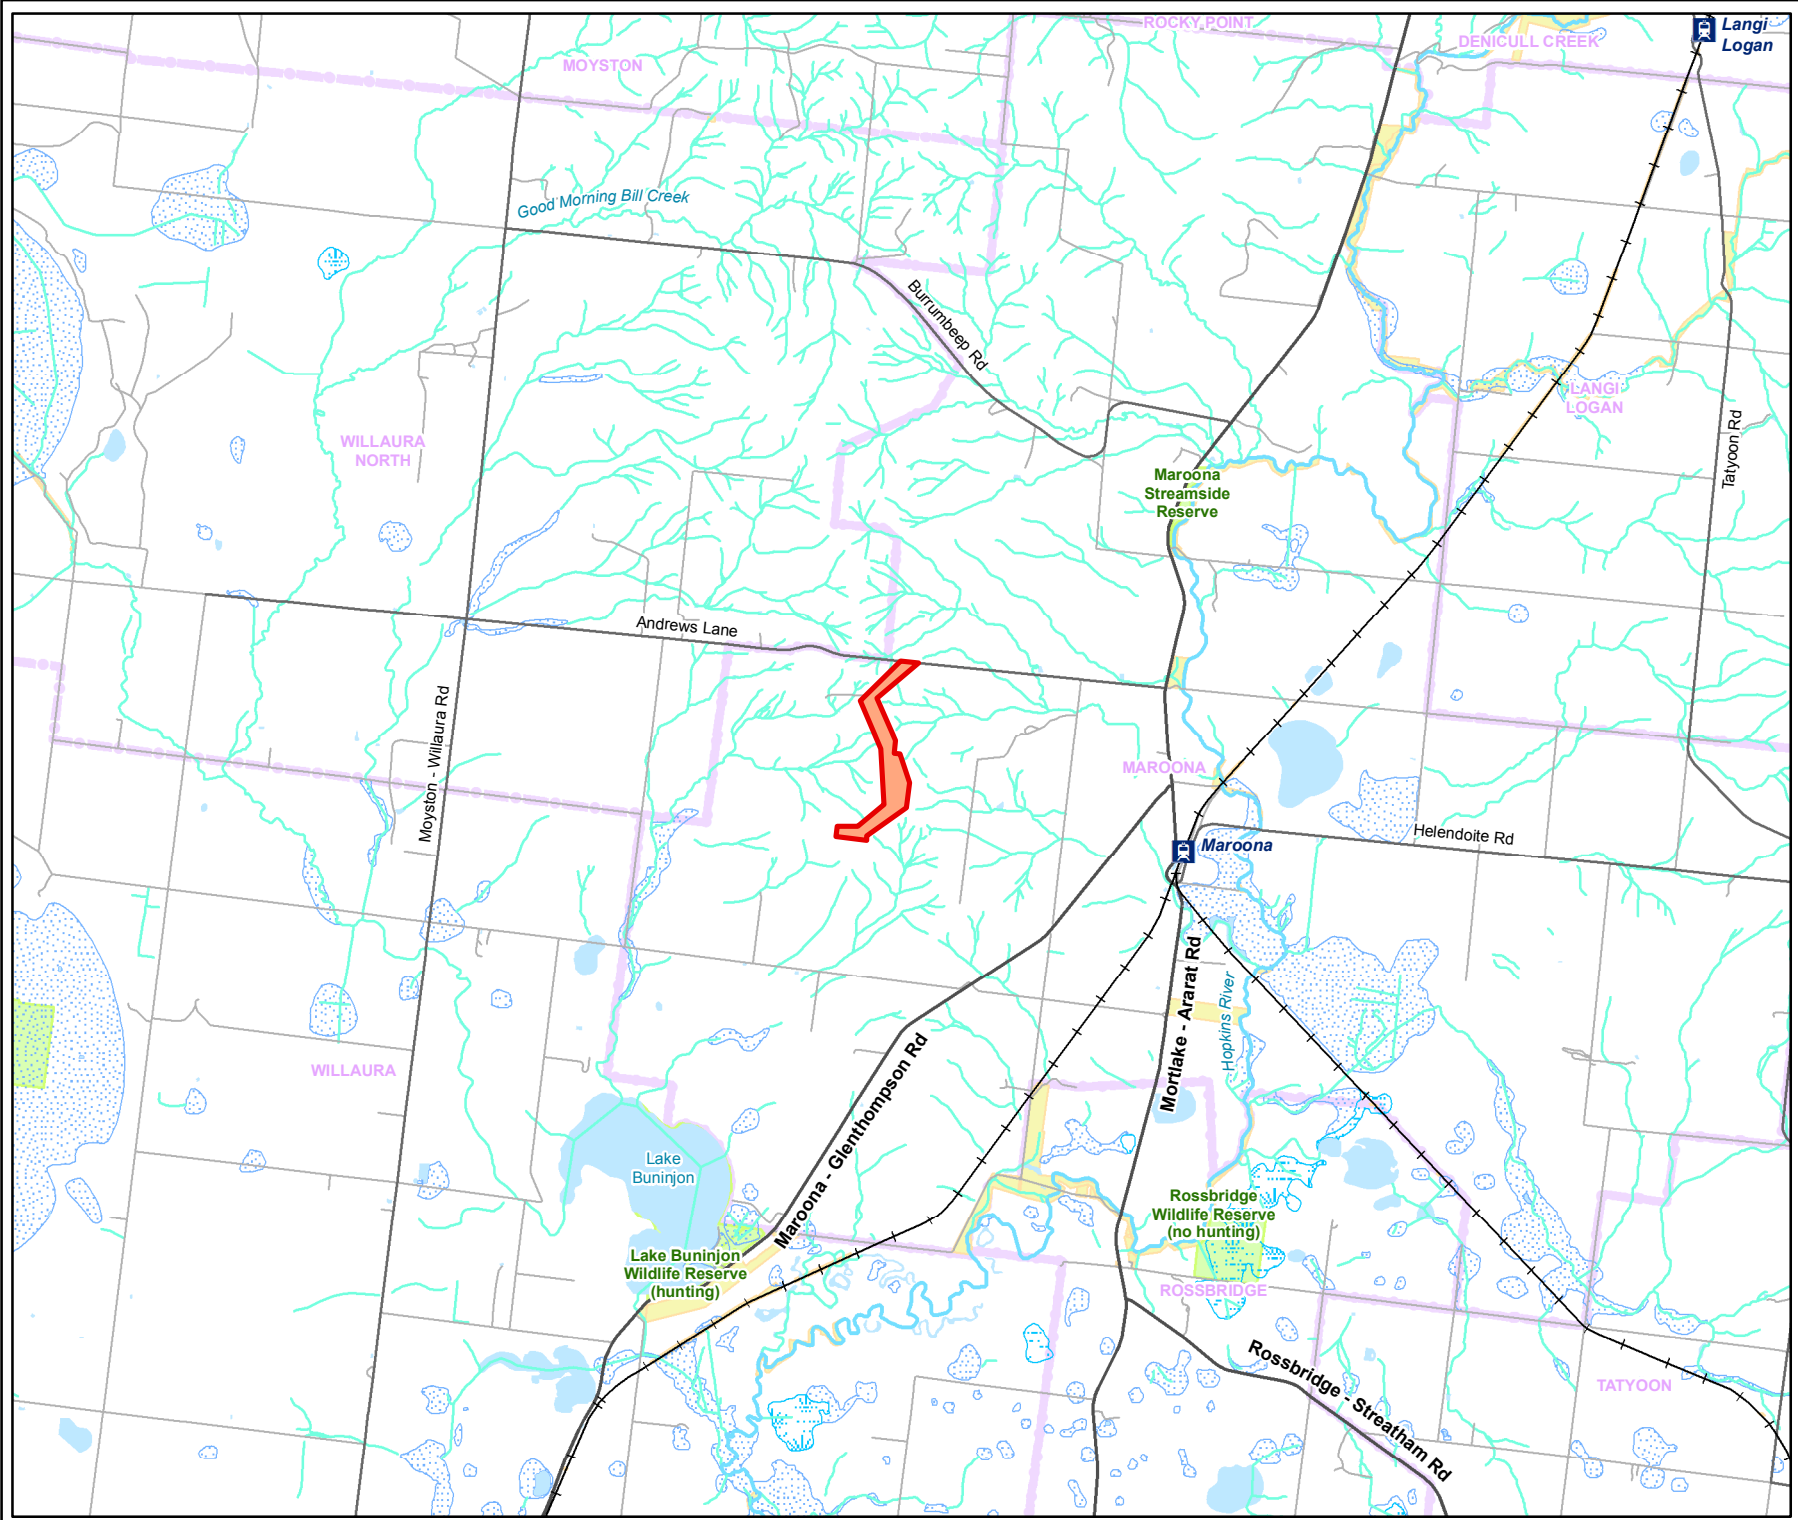 ROCKY POINT
Langi
Logan
DENICULL CREEK
MOYSTON
Good Morning Bill Creek
Burrumbeep Rd
LANGI
LOGAN
Tatyoon Rd
WILLAURA
NORTH
Maroona
Streamside
Reserve
Andrews Lane
Moyston - Willaura Rd
MAROONA
Helendoite Rd
Maroona
Mortlake - Ararat Rd
Hopkins River
Maroona - Glenthompson Rd
WILLAURA
Lake
Buninjon
Rossbridge
Wildlife Reserve
(no hunting)
Lake Buninjon
Wildlife Reserve
(hunting)
ROSSBRIDGE
Rossbridge - Streatham Rd
TATYOON